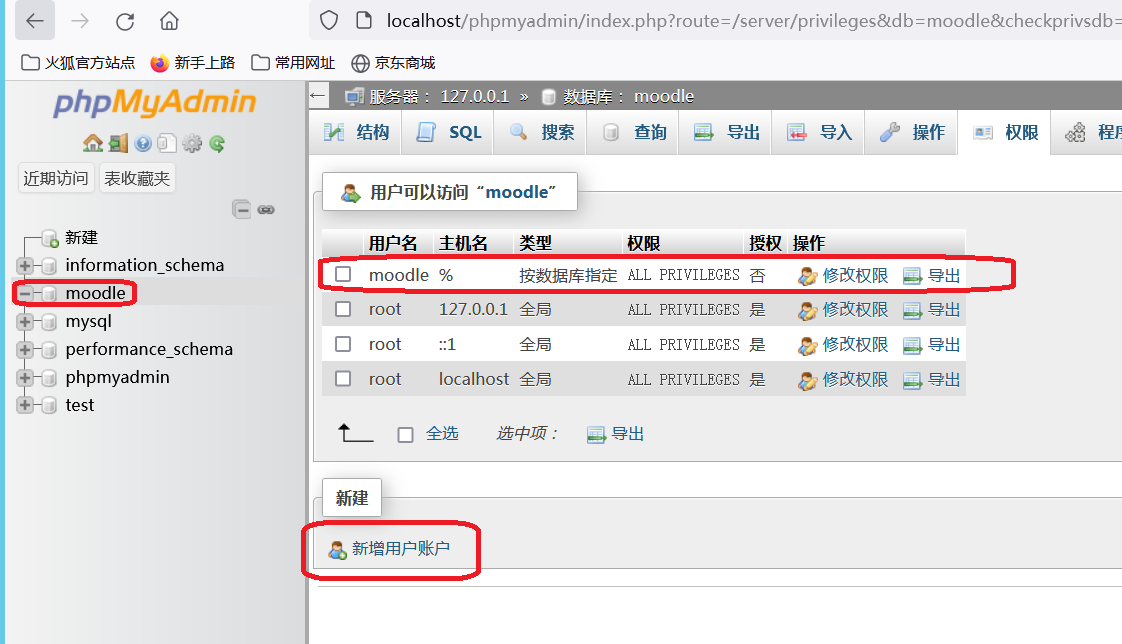 localhost/phpmyadmin/index.php?route=/server/privileges&db=moodle&checkprivsdb=
火狐官方站点 新手上路 常用网址 京东商城
phpMyAdmin
近期访问 表收藏夹
新建
information_schema
moodle
mysql
performance_schema
phpmyadmin
test
← 服务器： 127.0.0.1 » 数据库： moodle
结构 SQL 搜索 查询 导出 导入 操作 权限 程序
用户可以访问“moodle”
用户名 主机名 类型 权限 授权 操作
moodle % 按数据库指定 ALL PRIVILEGES 否 修改权限 导出
root 127.0.0.1 全局 ALL PRIVILEGES 是 修改权限 导出
root ::1 全局 ALL PRIVILEGES 是 修改权限 导出
root localhost 全局 ALL PRIVILEGES 是 修改权限 导出
全选 选中项： 导出
新建
新增用户账户